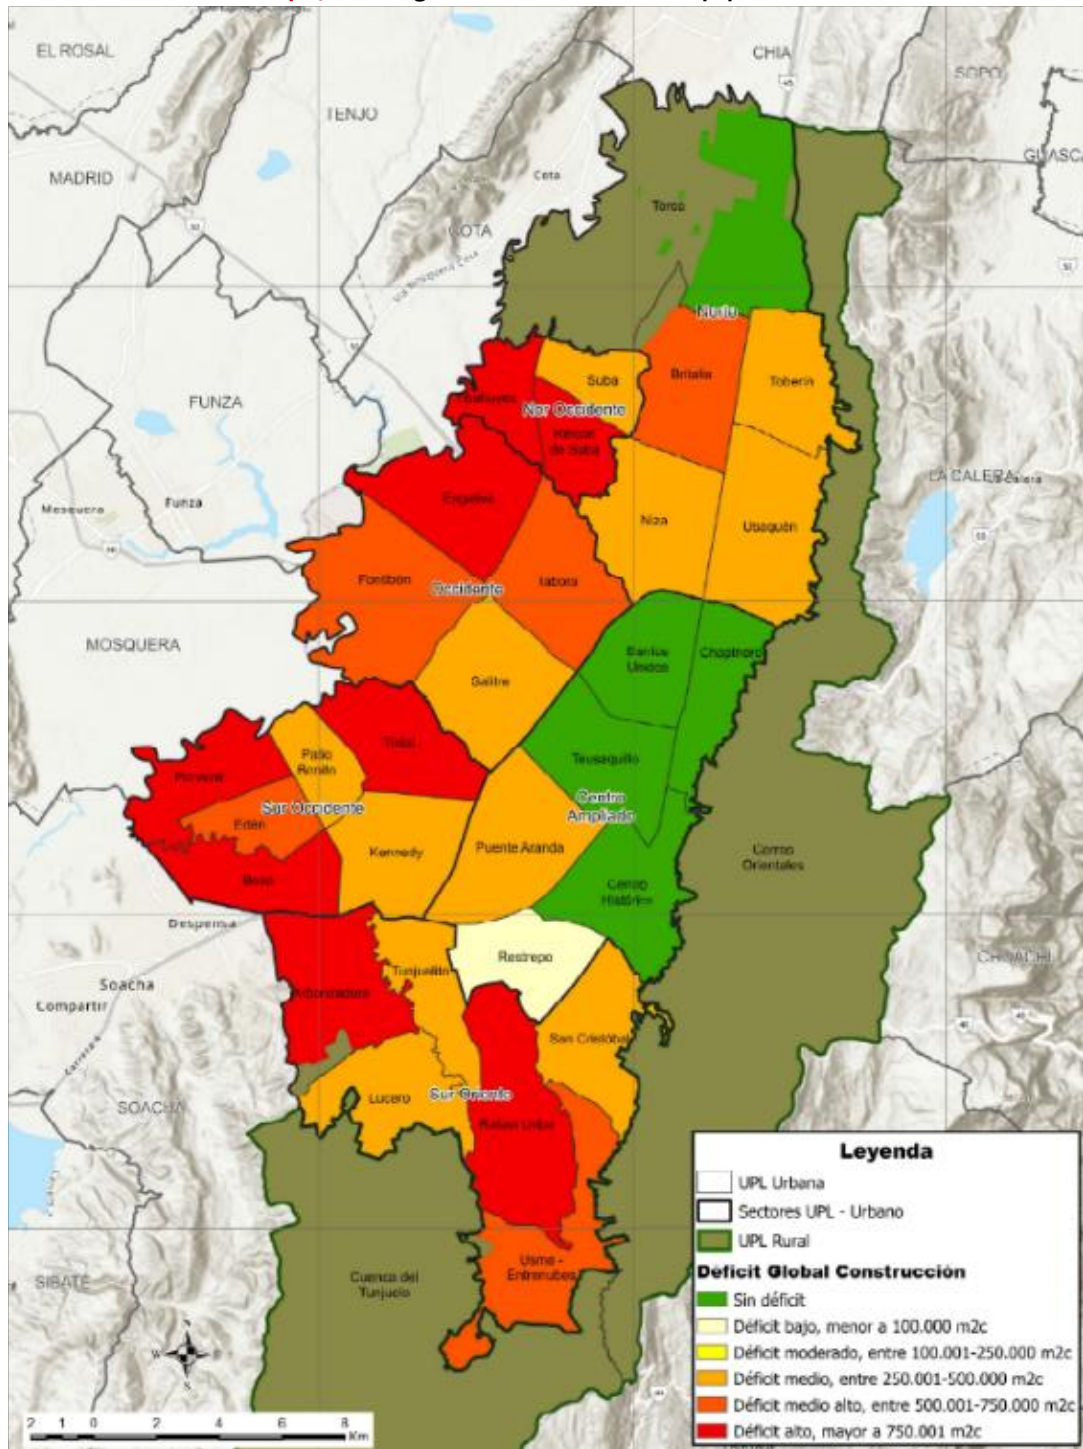 EL ROSAL
CHIA
SOPO
TENJO
GUASCA
MADRID
Cota
COTA
Torca
Norte
Britalia
Toberín
Suba
FUNZA
Nor Occidente
Rincón
de Suba
LA CALERA
Engativá
Funza
Mosquera
Niza
Usaquén
Fontibón
Occidente
Tabora
MOSQUERA
Barrios
Unidos
Chapinero
Salitre
Tintal
Patio
Bonito
Porvenir
Teusaquillo
Sur Occidente
Centro
Ampliado
Edén
Kennedy
Puente Aranda
Cerros
Orientales
Bosa
Centro
Histórico
Despensa
Restrepo
CHOACHI
Tunjuelito
Soacha
Compartir
Arborizadora
San Cristóbal
SOACHA
Lucero
Sur Oriente
Rafael Uribe
Usme -
Entrenubes
Cuenca del
Tunjuelo
SIBATE
N
W
S
Leyenda
UPL Urbana
Sectores UPL - Urbano
UPL Rural
Déficit Global Construcción
Sin déficit
Déficit bajo, menor a 100.000 m2c
Déficit moderado, entre 100.001-250.000 m2c
Déficit medio, entre 250.001-500.000 m2c
Déficit medio alto, entre 500.001-750.000 m2c
Déficit alto, mayor a 750.001 m2c
2 1 0 2 4 6 8
Km